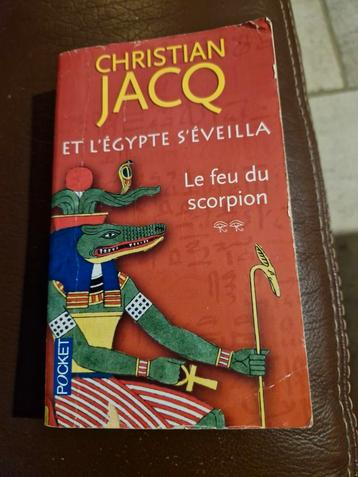 CHRISTIAN
JACQ
ET L'ÉGYPTE S'ÉVEILLA
Le feu du
scorpion
POCKET